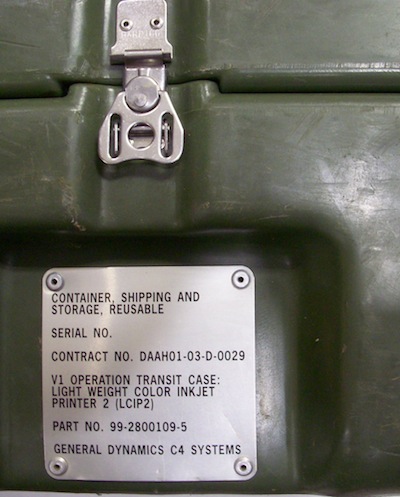 CONTAINER, SHIPPING AND
STORAGE, REUSABLE
SERIAL NO.
CONTRACT NO. DAAH01-03-D-0029
V1 OPERATION TRANSIT CASE:
LIGHT WEIGHT COLOR INKJET
PRINTER 2 (LCIP2)
PART NO. 99-2800109-5
GENERAL DYNAMICS C4 SYSTEMS